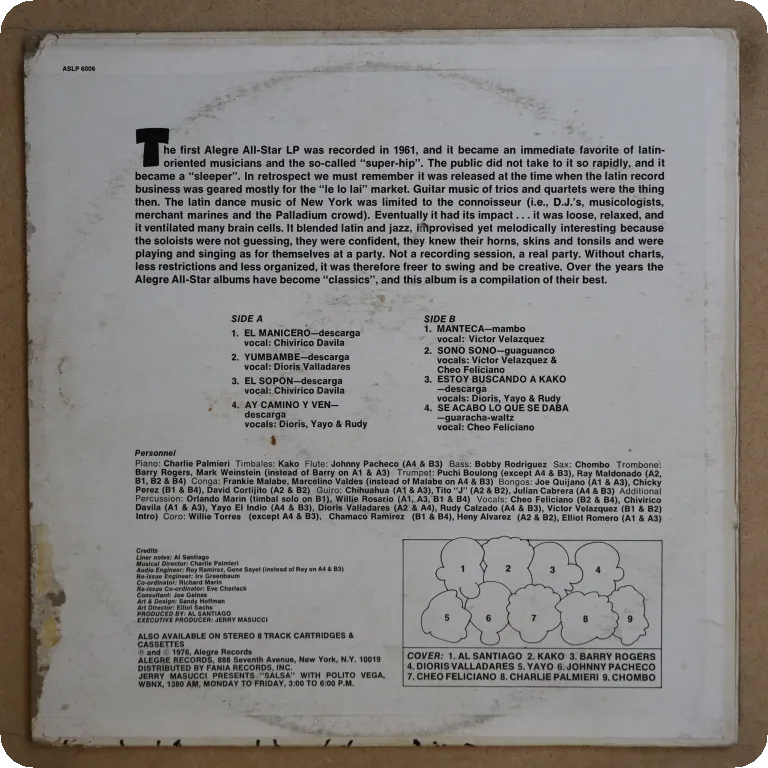 ASLP 6006
The first Alegre All-Star LP was recorded in 1961, and it became an immediate favorite of latin-
oriented musicians and the so-called "super-hip". The public did not take to it so rapidly, and it
became a "sleeper". In retrospect we must remember it was released at the time when the latin record
business was geared mostly for the "le lo lai" market. Guitar music of trios and quartets were the thing
then. The latin dance music of New York was limited to the connoisseur (i.e., D.J.'s, musicologists,
merchant marines and the Palladium crowd). Eventually it had its impact . . . it was loose, relaxed, and
it ventilated many brain cells. It blended latin and jazz, improvised yet melodically interesting because
the soloists were not guessing, they were confident, they knew their horns, skins and tonsils and were
playing and singing as for themselves at a party. Not a recording session, a real party. Without charts,
less restrictions and less organized, it was therefore freer to swing and be creative. Over the years the
Alegre All-Star albums have become "classics", and this album is a compilation of their best.
SIDE A
1. EL MANICERO—descarga
vocal: Chivirico Davila
2. YUMBAMBE—descarga
vocal: Dioris Valladares
3. EL SOPON—descarga
vocal: Chivirico Davila
4. AY CAMINO Y VEN—
descarga
vocals: Dioris, Yayo & Rudy
SIDE B
1. MANTECA—mambo
vocal: Victor Velazquez
2. SONO SONO—guaguanco
vocals: Victor Velazquez &
Cheo Feliciano
3. ESTOY BUSCANDO A KAKO
—descarga
vocals: Dioris, Yayo & Rudy
4. SE ACABO LO QUE SE DABA
—guaracha-waltz
vocal: Cheo Feliciano
Personnel
Piano: Charlie Palmieri Timbales: Kako Flute: Johnny Pacheco (A4 & B3) Bass: Bobby Rodriguez Sax: Chombo Trombone:
Barry Rogers, Mark Weinstein (instead of Barry on A1 & A3) Trumpet: Puchi Boulong (except A4 & B3), Ray Maldonado (A2,
B1, B2 & B4) Conga: Frankie Malabe, Marcelino Valdes (instead of Malabe on A4 & B3) Bongos: Joe Quijano (A1 & A3), Chicky
Perez (B1 & B4), David Cortijito (A2 & B2) Guiro: Chihuahua (A1 & A3), Tito "J" (A2 & B2), Julian Cabrera (A4 & B3) Additional
Percussion: Orlando Marin (timbal solo on B1), Willie Rosario (A1, A3, B1 & B4) Vocals: Cheo Feliciano (B2 & B4), Chivirico
Davila (A1 & A3), Yayo El Indio (A4 & B3), Dioris Valladares (A2 & A4), Rudy Calzado (A4 & B3), Victor Velazquez (B1 & B2)
Intro) Coro: Willie Torres (except A4 & B3), Chamaco Ramirez (B1 & B4), Heny Alvarez (A2 & B2), Elliot Romero (A1 & A3)
Credits
Liner notes: Al Santiago
Musical Director: Charlie Palmieri
Audio Engineer: Roy Ramirez, Gene Sayet (instead of Roy on A4 & B3)
Re-issue Engineer: Irv Greenbaum
Co-ordinator: Richard Marin
Re-issue Co-ordinator: Eve Charlack
Consultant: Joe Gaines
Art & Design: Sandy Hoffman
Art Director: Elliot Sachs
PRODUCED BY: AL SANTIAGO
EXECUTIVE PRODUCER: JERRY MASUCCI
ALSO AVAILABLE ON STEREO 8 TRACK CARTRIDGES &
CASSETTES
℗ and © 1976, Alegre Records
ALEGRE RECORDS, 888 Seventh Avenue, New York, N.Y. 10019
DISTRIBUTED BY FANIA RECORDS, INC.
JERRY MASUCCI PRESENTS "SALSA" WITH POLITO VEGA,
WBNX, 1380 AM, MONDAY TO FRIDAY, 3:00 TO 6:00 P.M.
1 2 3 4
5 6 7 8 9
COVER: 1. AL SANTIAGO 2. KAKO 3. BARRY ROGERS
4. DIORIS VALLADARES 5. YAYO 6. JOHNNY PACHECO
7. CHEO FELICIANO 8. CHARLIE PALMIERI 9. CHOMBO